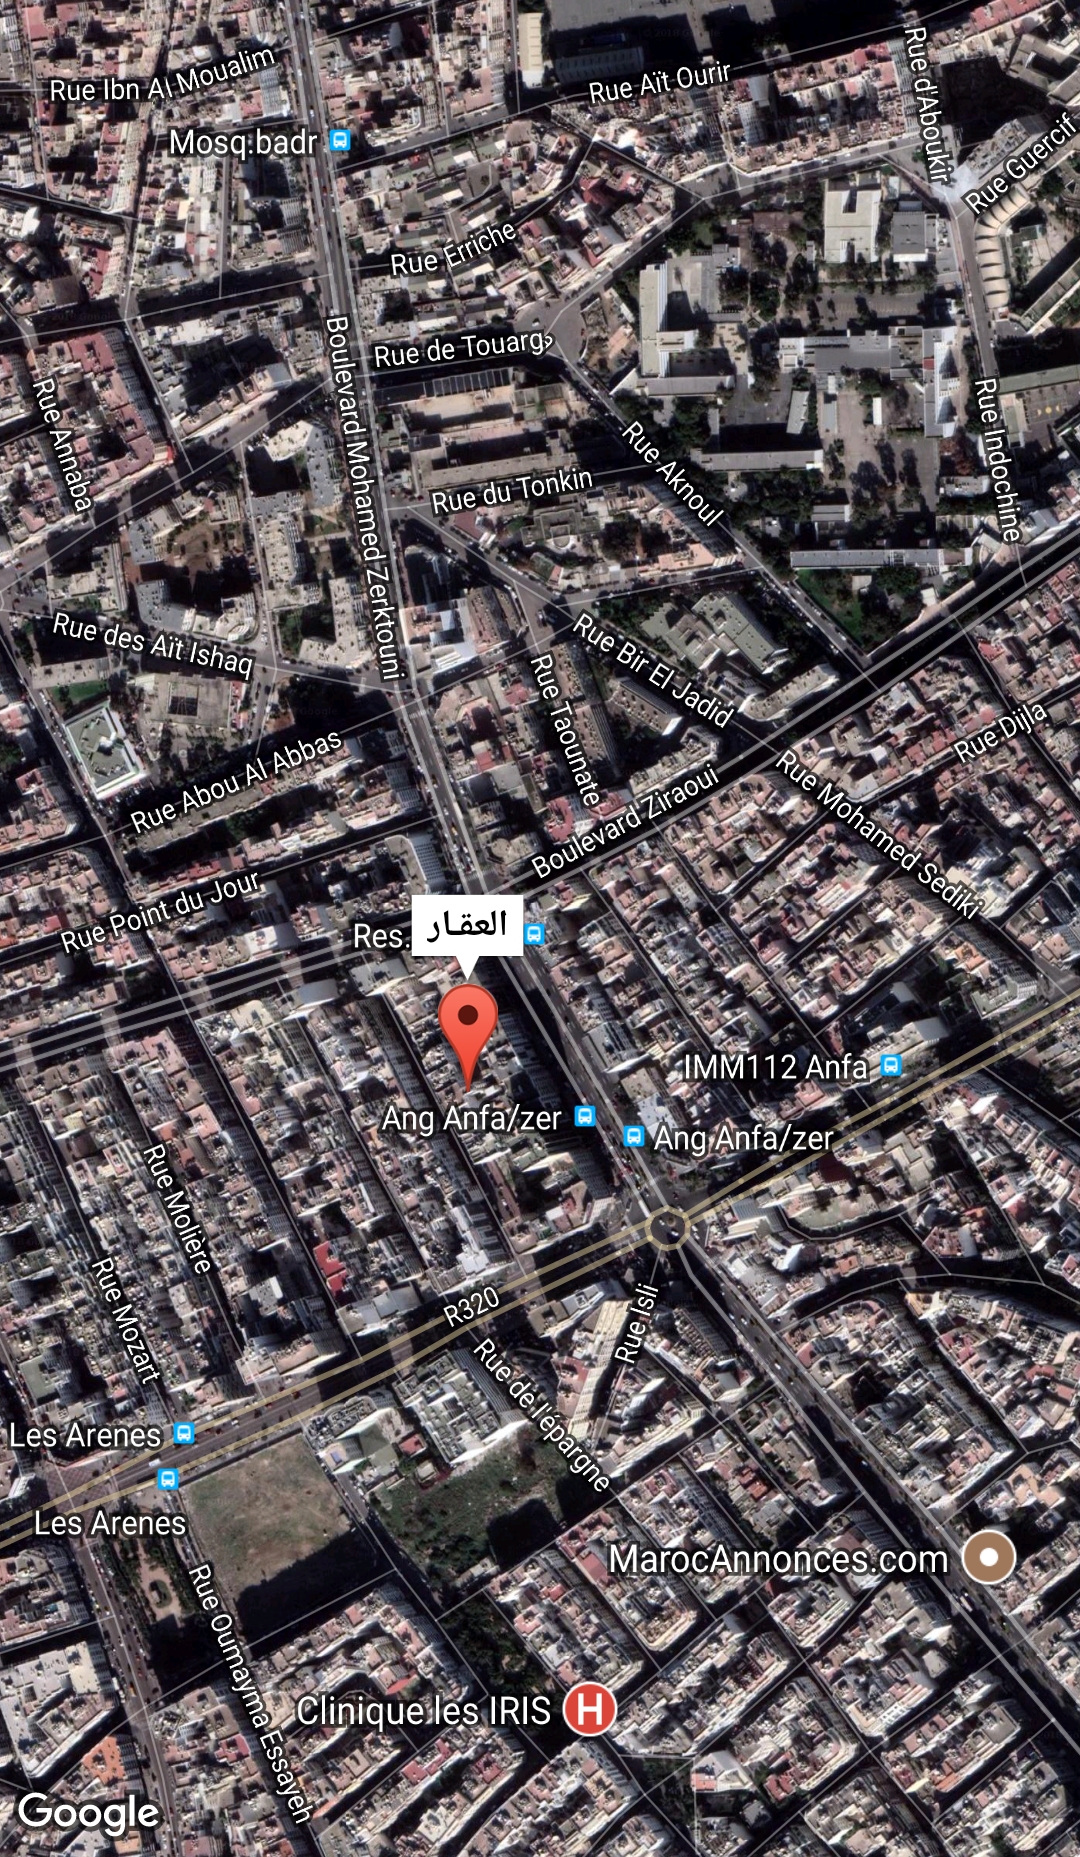 Rue Ibn Al Moualim
Rue Aït Ourir
Rue d'Aboukir
Mosq.badr
Rue Guercif
Rue Erriche
Rue de Touarga
Boulevard Mohamed Zerktouni
Rue Annaba
Rue Aknoul
Rue Indochine
Rue du Tonkin
Rue des Aït Ishaq
Rue Bir El Jadid
Rue Taounate
Rue Dijla
Rue Abou Al Abbas
Boulevard Ziraoui
Rue Mohamed Sediki
Rue Point du Jour
العقار
Res.
IMM112 Anfa
Ang Anfa/zer
Ang Anfa/zer
Rue Molière
Rue Mozart
R320
Rue Isli
Rue de l'épargne
Les Arenes
Les Arenes
MarocAnnonces.com
Rue Oumayma Essayeh
Clinique les IRIS
H
Google